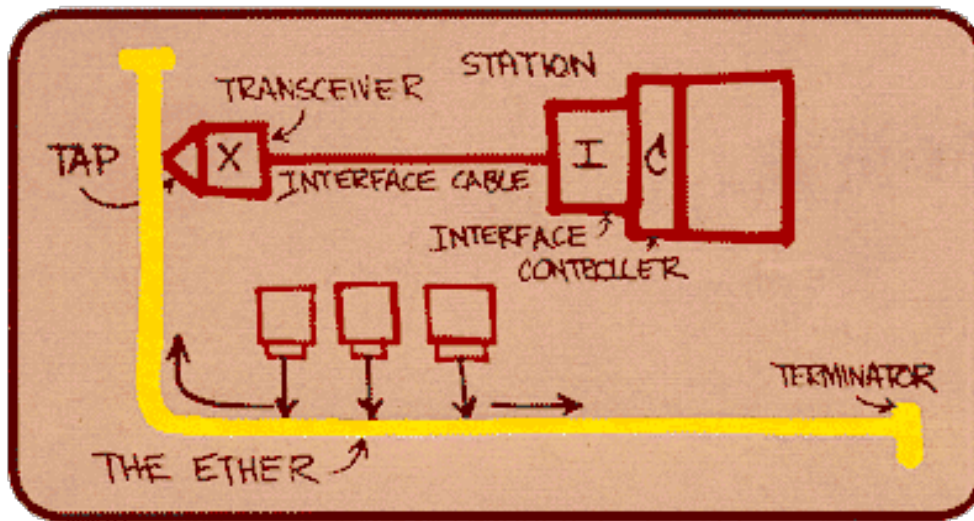 STATION
TRANSCEIVER
TAP
X
I
C
INTERFACE CABLE
INTERFACE
CONTROLLER
TERMINATOR
THE ETHER